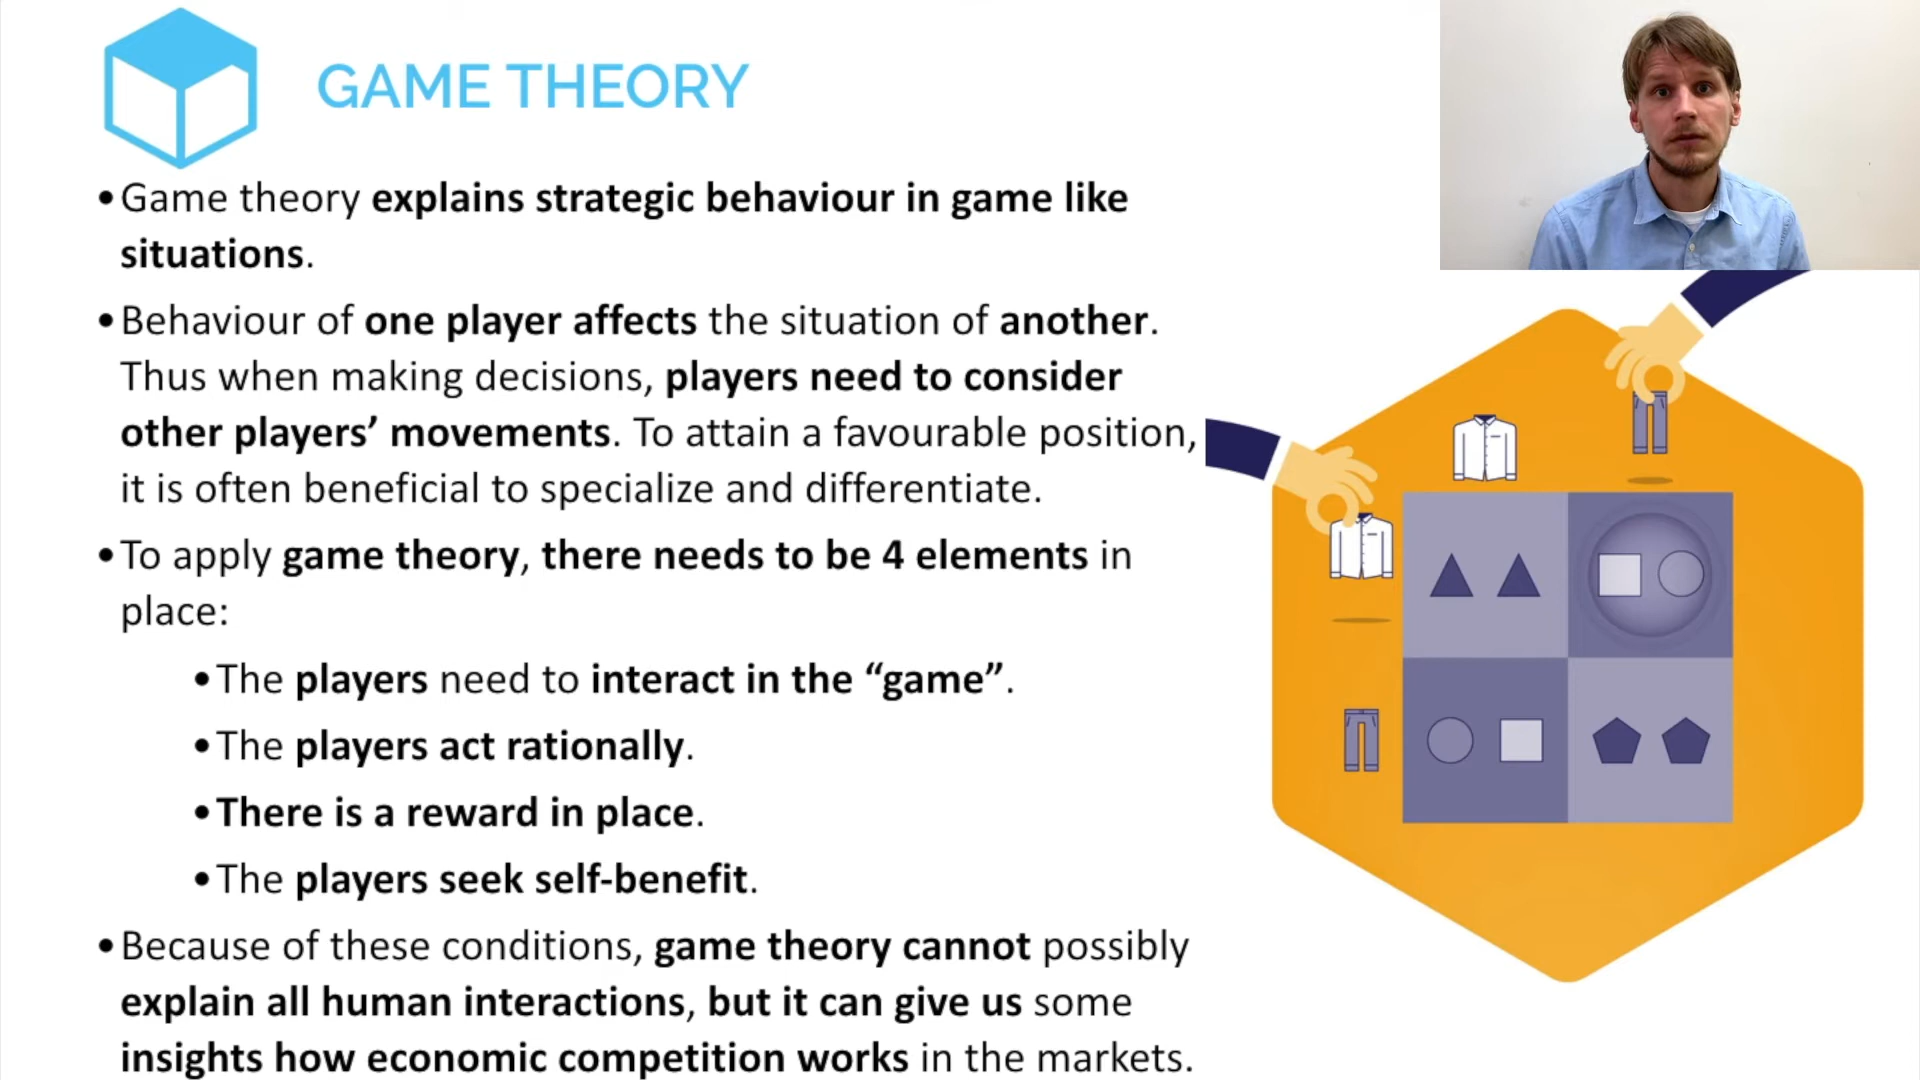 GAME THEORY
•Game theory explains strategic behaviour in game like
situations.
•Behaviour of one player affects the situation of another.
Thus when making decisions, players need to consider
other players’ movements. To attain a favourable position,
it is often beneficial to specialize and differentiate.
•To apply game theory, there needs to be 4 elements in
place:
•The players need to interact in the “game”.
•The players act rationally.
•There is a reward in place.
•The players seek self-benefit.
•Because of these conditions, game theory cannot possibly
explain all human interactions, but it can give us some
insights how economic competition works in the markets.